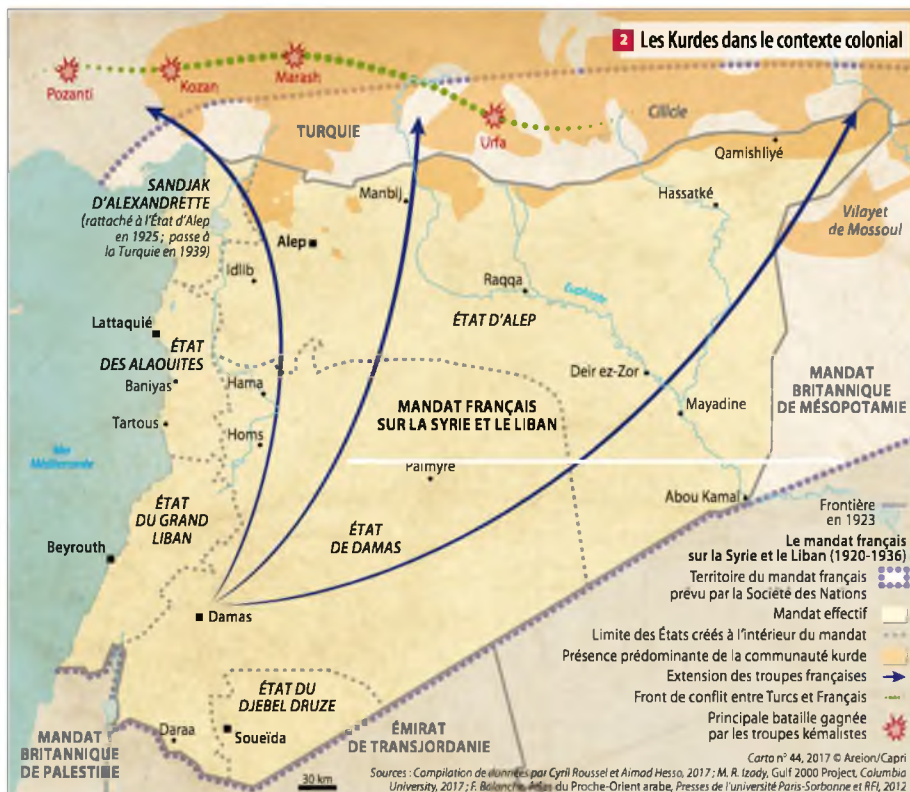 2 Les Kurdes dans le contexte colonial
Pozanti
Kozan
Marash
Urfa
Cilicie
TURQUIE
Qamishliyé
SANDJAK
D'ALEXANDRETTE
(rattaché à l'État d'Alep
en 1925 ; passe à
la Turquie en 1939)
Manbij
Hassatké
Vilayet
de Mossoul
Alep
Idlib
Raqqa
Euphrate
Lattaquié
ÉTAT D'ALEP
ÉTAT
DES ALAOUITES
Baniyas
Hama
Deir ez-Zor
MANDAT
BRITANNIQUE
DE MÉSOPOTAMIE
Tartous
MANDAT FRANÇAIS
SUR LA SYRIE ET LE LIBAN
Mayadine
Homs
Mer
Méditerranée
Palmyre
Abou Kamal
ÉTAT
DU GRAND
LIBAN
ÉTAT
DE DAMAS
Beyrouth
Damas
ÉTAT DU
DJEBEL DRUZE
Daraa
Soueïda
ÉMIRAT
DE TRANSJORDANIE
MANDAT
BRITANNIQUE
DE PALESTINE
30 km
Frontière
en 1923
Le mandat français
sur la Syrie et le Liban (1920-1936)
Territoire du mandat français
prévu par la Société des Nations
Mandat effectif
Limite des États créés à l'intérieur du mandat
Présence prédominante de la communauté kurde
Extension des troupes françaises
Front de conflit entre Turcs et Français
Principale bataille gagnée
par les troupes kémalistes
Carto n° 44, 2017 © Areion/Capri
Sources : Compilation de données par Cyril Roussel et Aimad Hesso, 2017 ; M. R. Izady, Gulf 2000 Project, Columbia
University, 2017 ; F. Balanche, Atlas du Proche-Orient arabe, Presses de l'université Paris-Sorbonne et RFI, 2012